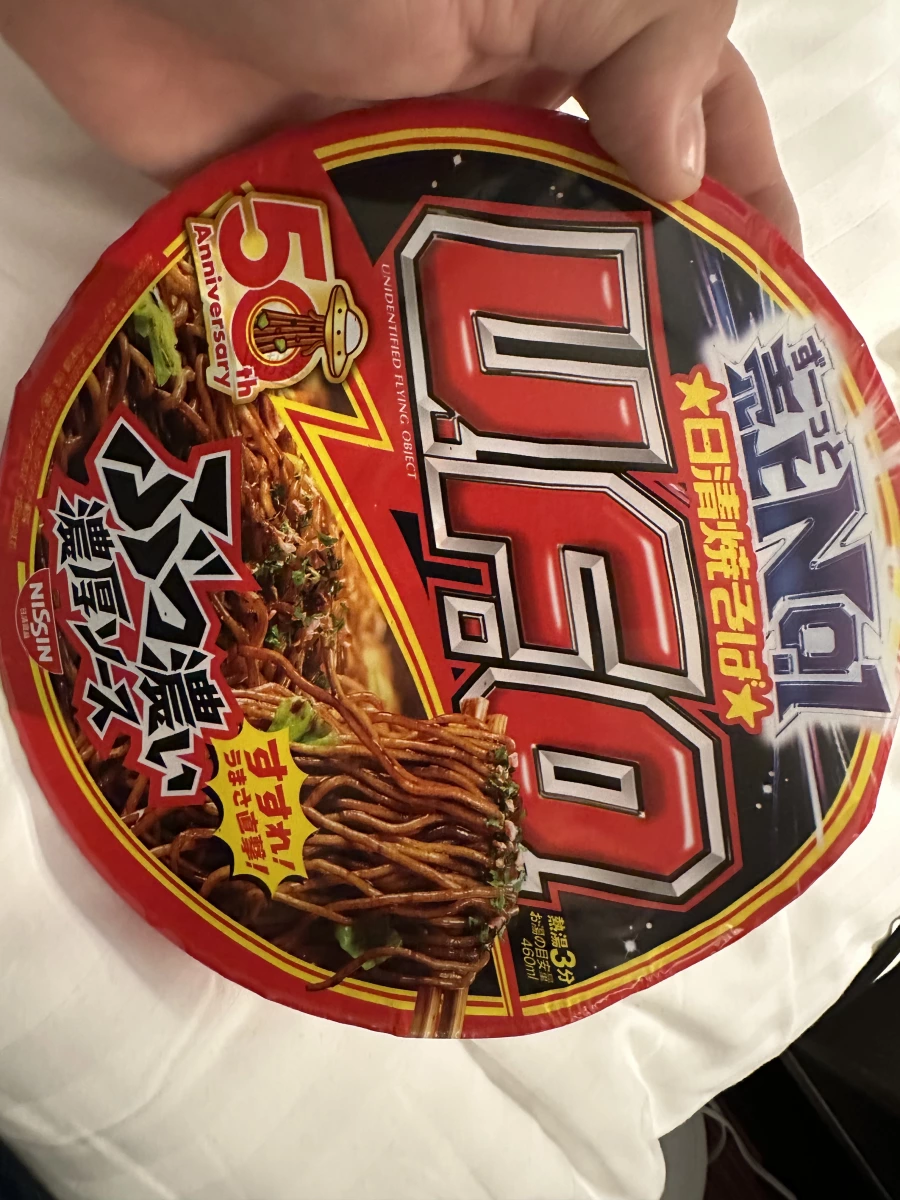 ずーっと
売上No.1
★日清焼そば★
U.F.O.
UNIDENTIFIED FLYING OBJECT
50th
Anniversary
ぶっ濃い
濃厚ソース
すすれ!
うまさ直撃!
熱湯3分
お湯の目安量
460ml
NISSIN